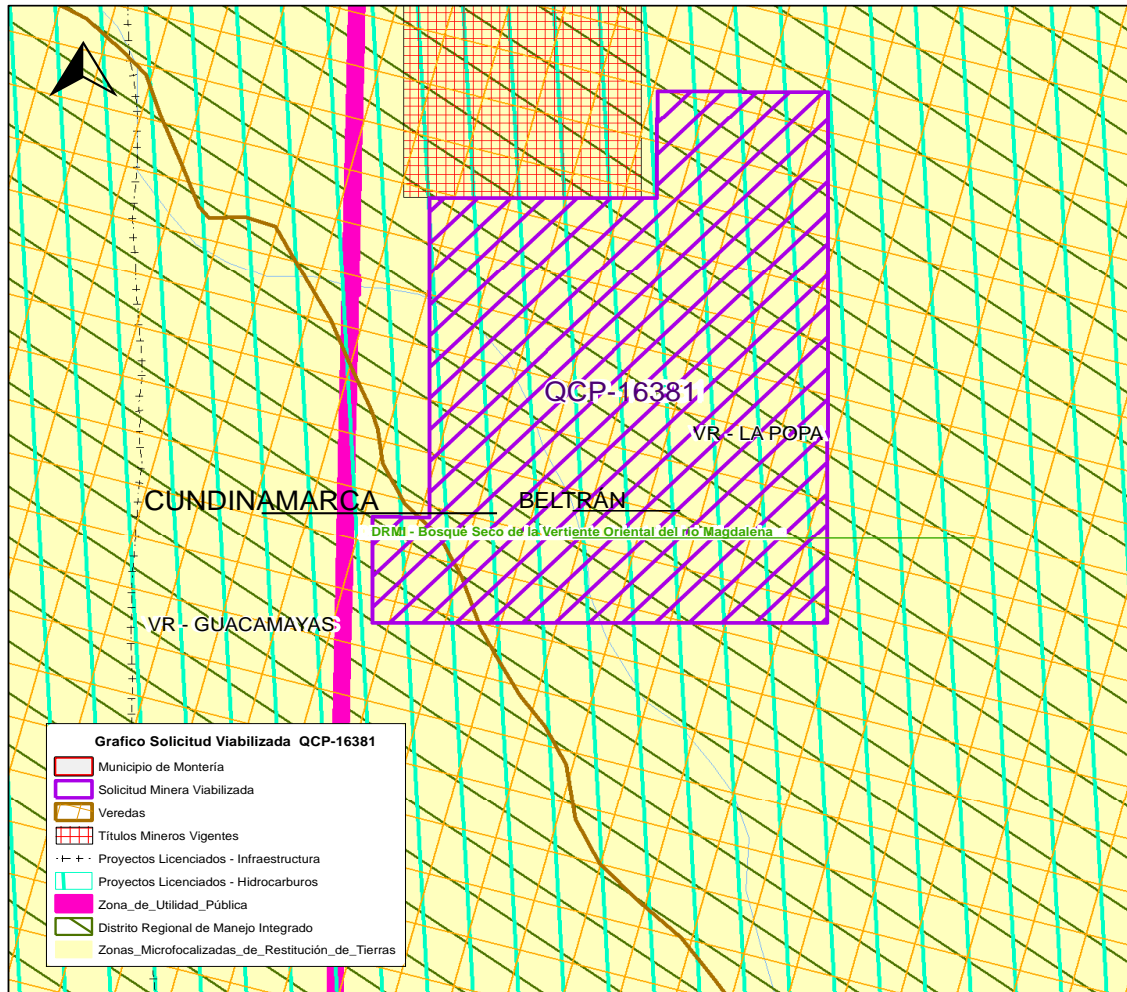 QCP-16381
VR - LA POPA
CUNDINAMARCA
BELTRÁN
DRMI - Bosque Seco de la Vertiente Oriental del río Magdalena
VR - GUACAMAYAS
Grafico Solicitud Viabilizada QCP-16381
Municipio de Montería
Solicitud Minera Viabilizada
Veredas
Títulos Mineros Vigentes
Proyectos Licenciados - Infraestructura
Proyectos Licenciados - Hidrocarburos
Zona_de_Utilidad_Pública
Distrito Regional de Manejo Integrado
Zonas_Microfocalizadas_de_Restitución_de_Tierras